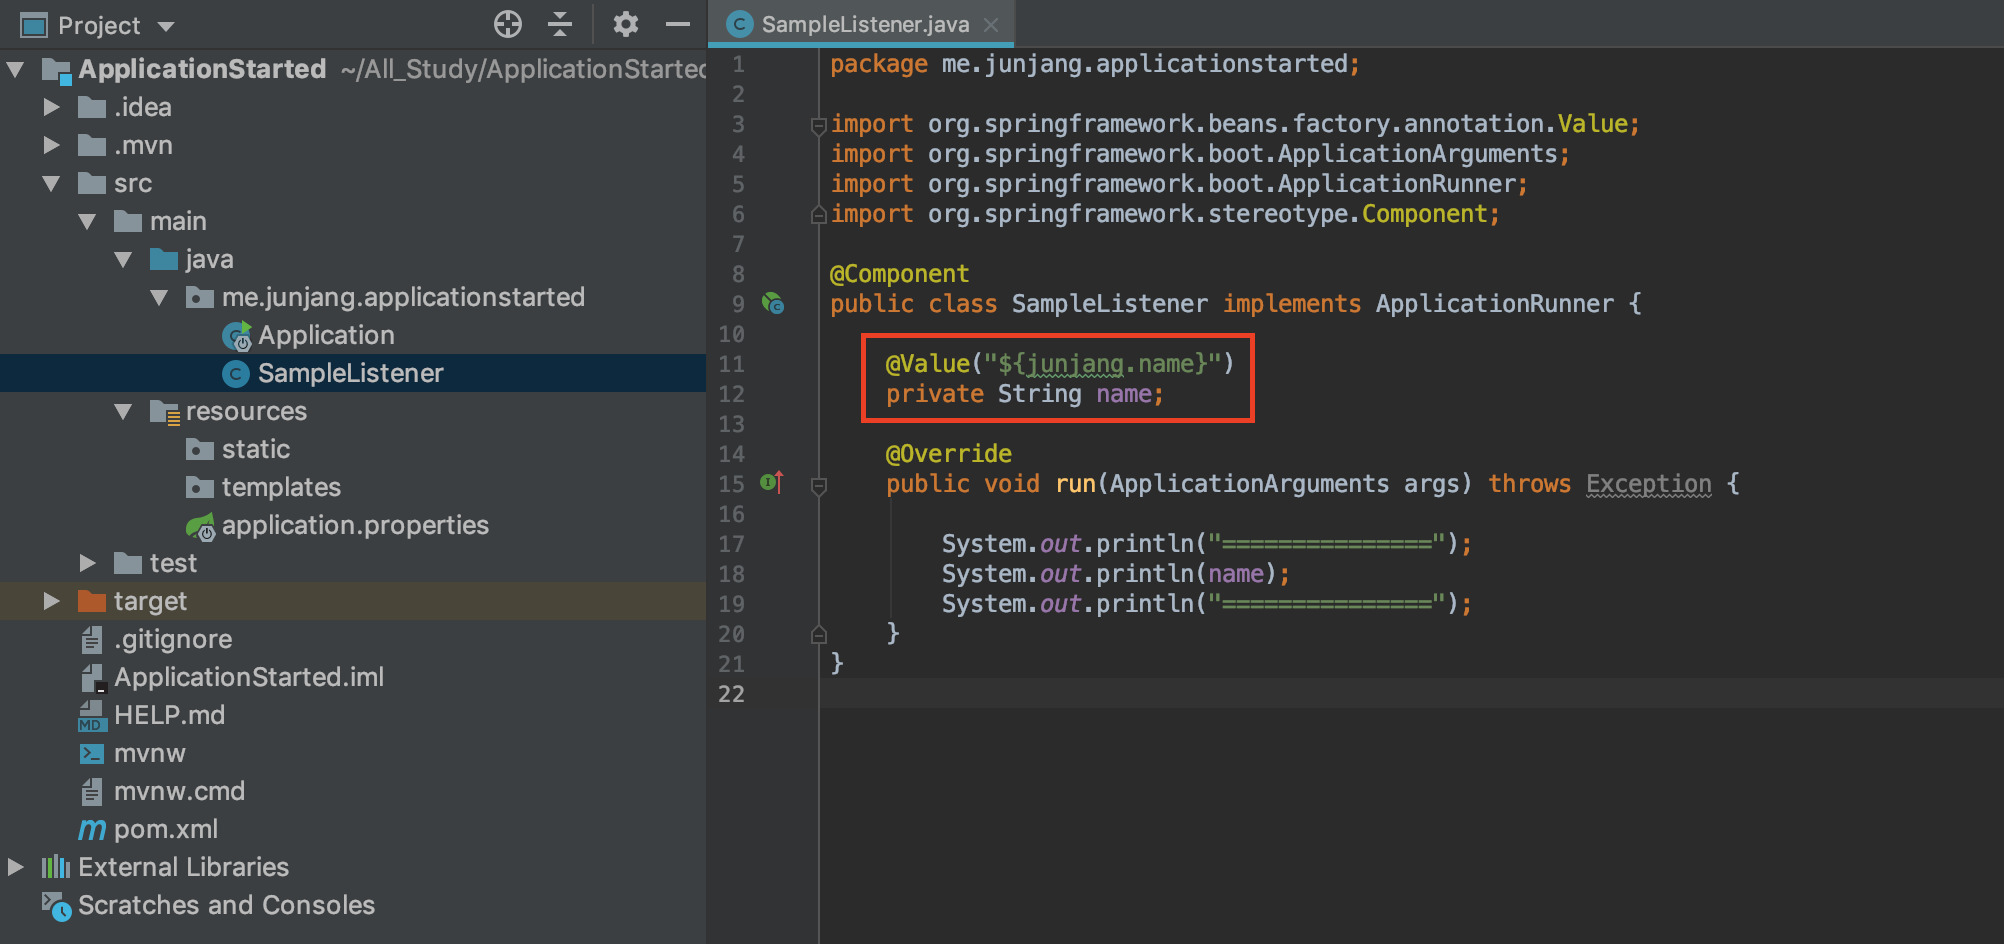 Project
ApplicationStarted ~/All_Study/ApplicationStarted
.idea
.mvn
src
main
java
me.junjang.applicationstarted
Application
SampleListener
resources
static
templates
application.properties
test
target
.gitignore
ApplicationStarted.iml
HELP.md
mvnw
mvnw.cmd
pom.xml
External Libraries
Scratches and Consoles
SampleListener.java
1 package me.junjang.applicationstarted;
2
3 import org.springframework.beans.factory.annotation.Value;
4 import org.springframework.boot.ApplicationArguments;
5 import org.springframework.boot.ApplicationRunner;
6 import org.springframework.stereotype.Component;
7
8 @Component
9 public class SampleListener implements ApplicationRunner {
10
11 @Value("${junjang.name}")
12 private String name;
13
14 @Override
15 public void run(ApplicationArguments args) throws Exception {
16
17 System.out.println("===============");
18 System.out.println(name);
19 System.out.println("===============");
20 }
21 }
22